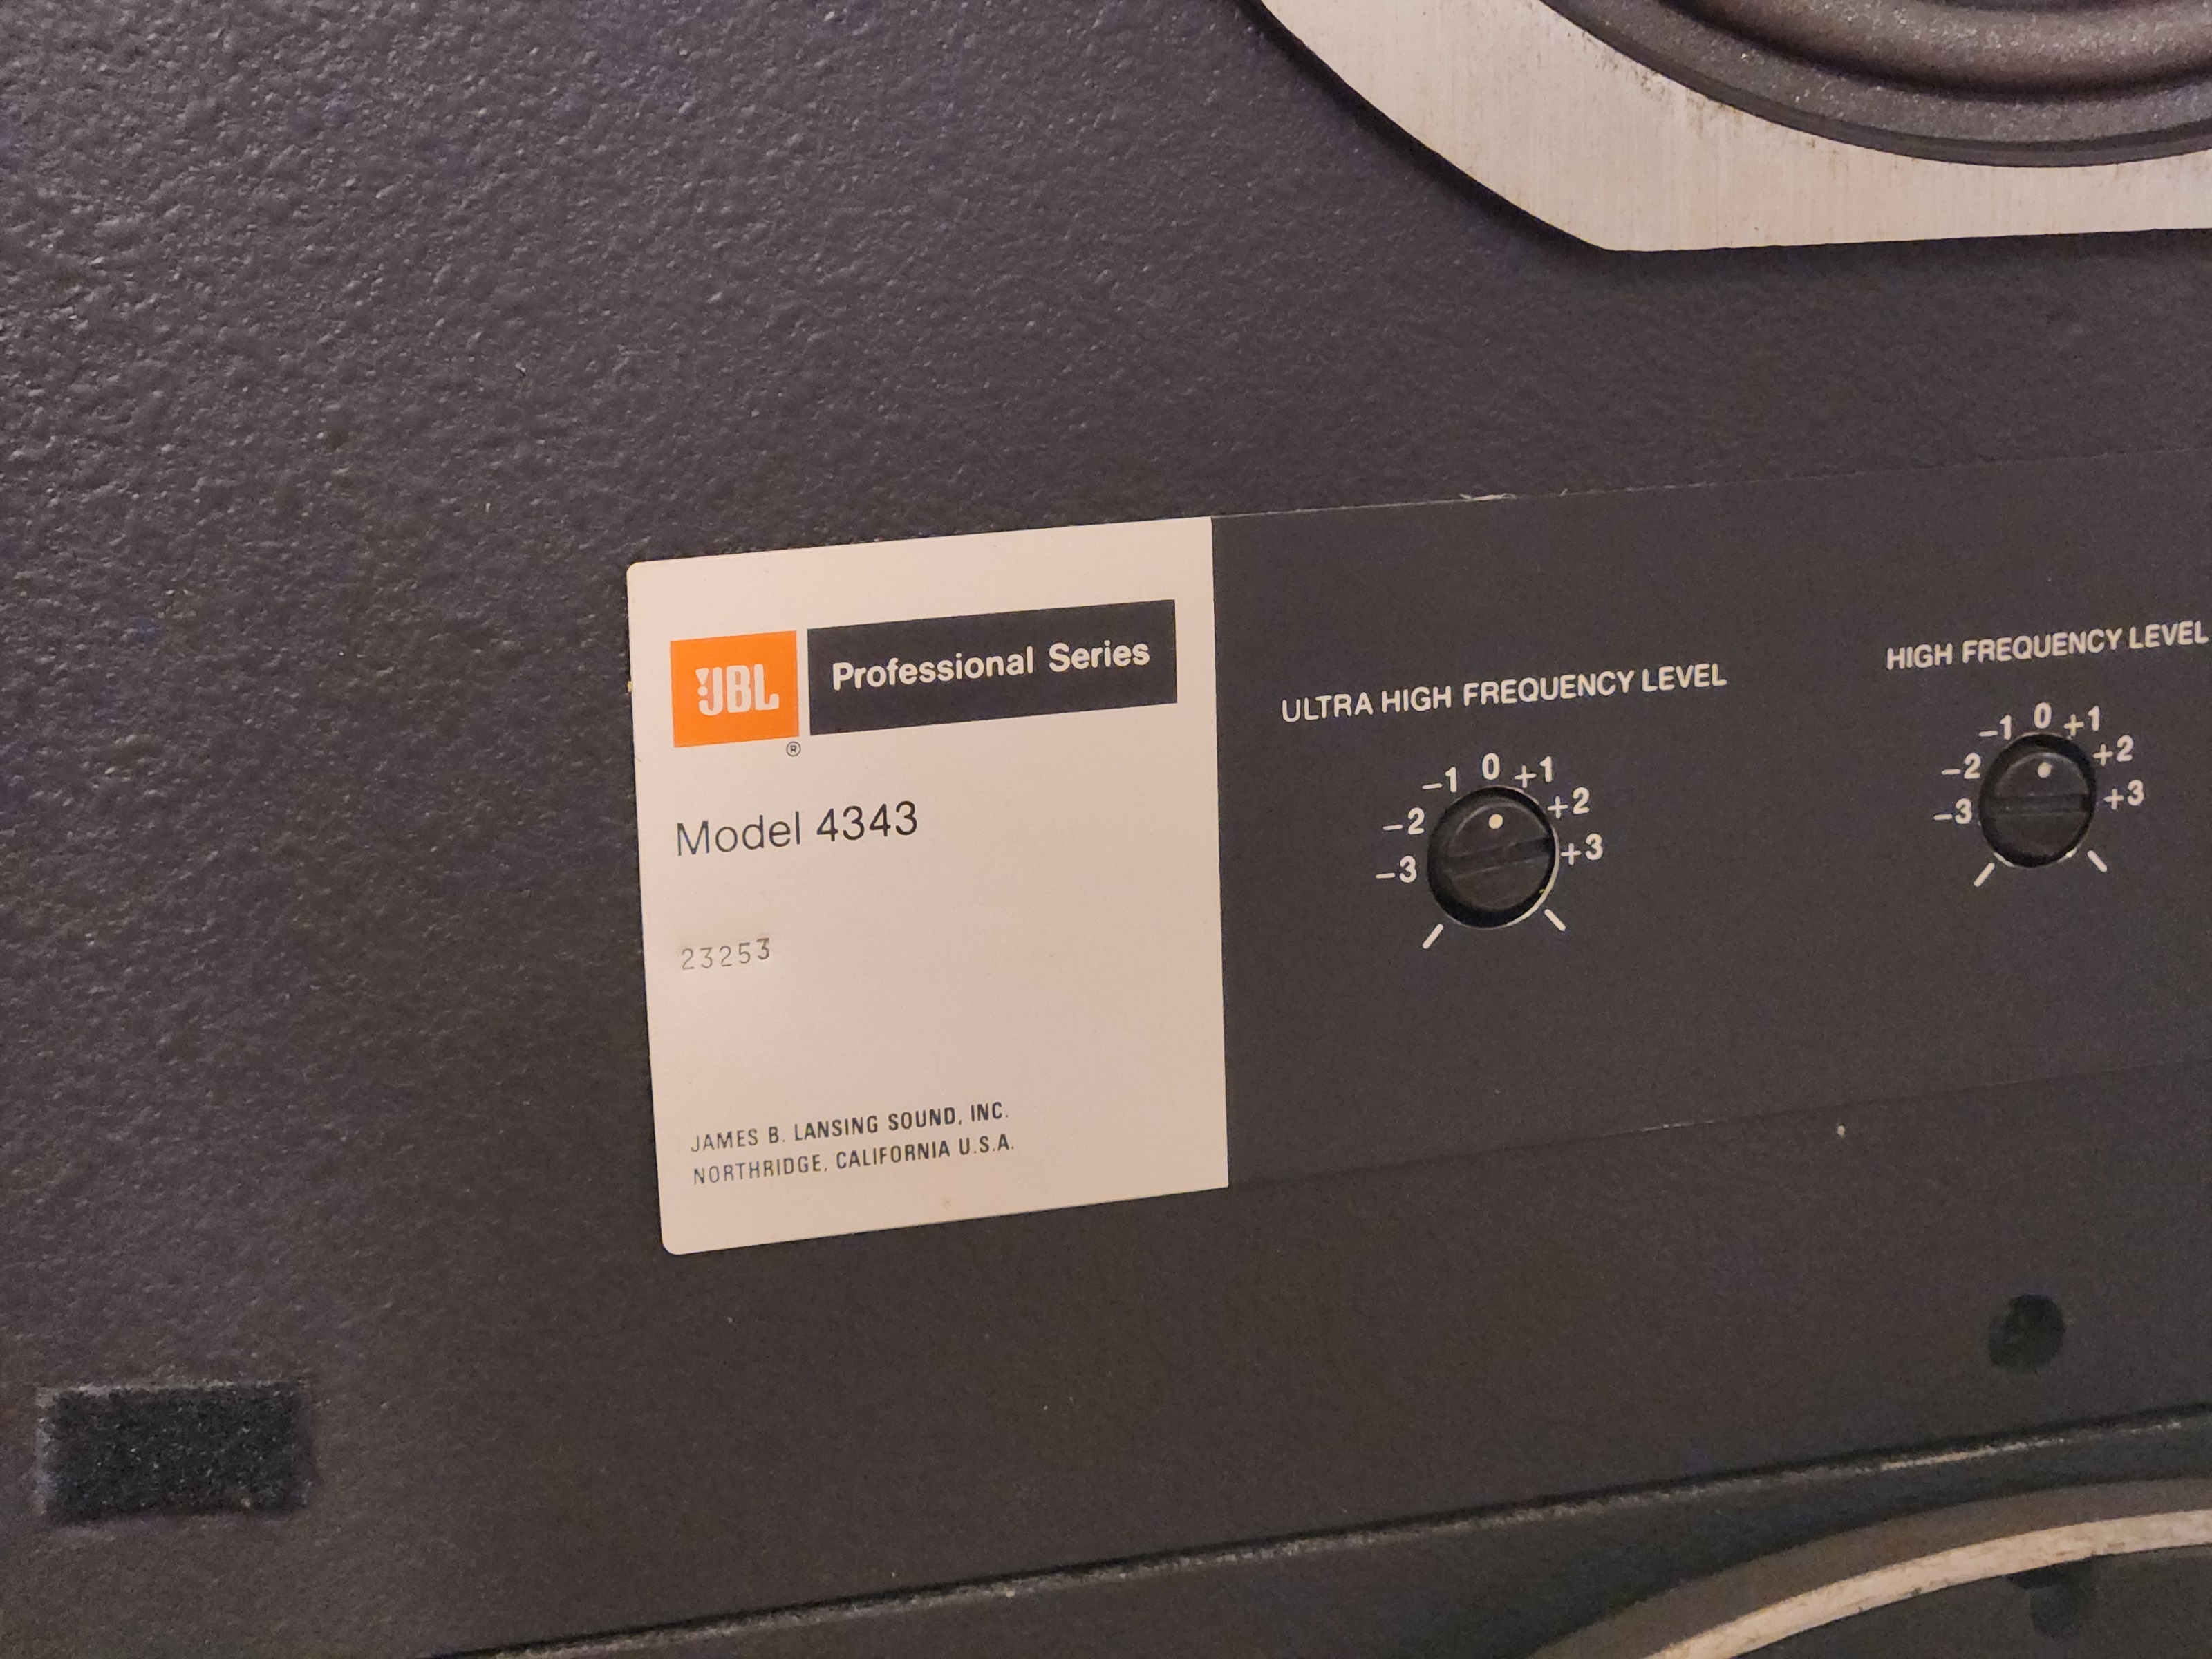 JBL Professional Series
®
Model 4343
23253
JAMES B. LANSING SOUND, INC.
NORTHRIDGE, CALIFORNIA U.S.A.
ULTRA HIGH FREQUENCY LEVEL
-3 -2 -1 0 +1 +2 +3
HIGH FREQUENCY LEVEL
-3 -2 -1 0 +1 +2 +3